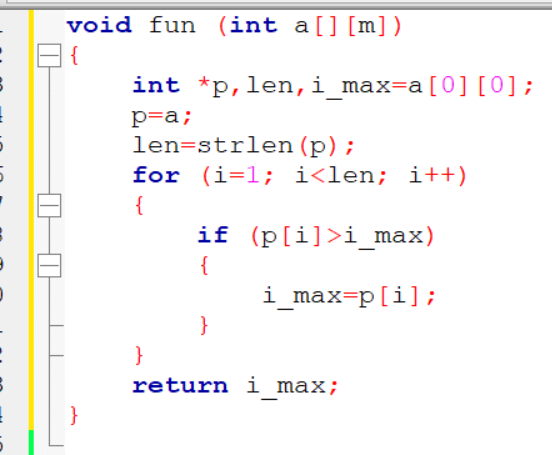 void fun (int a[][m])
{
int *p,len,i_max=a[0][0];
p=a;
len=strlen(p);
for (i=1; i<len; i++)
{
if (p[i]>i_max)
{
i_max=p[i];
}
}
return i_max;
}